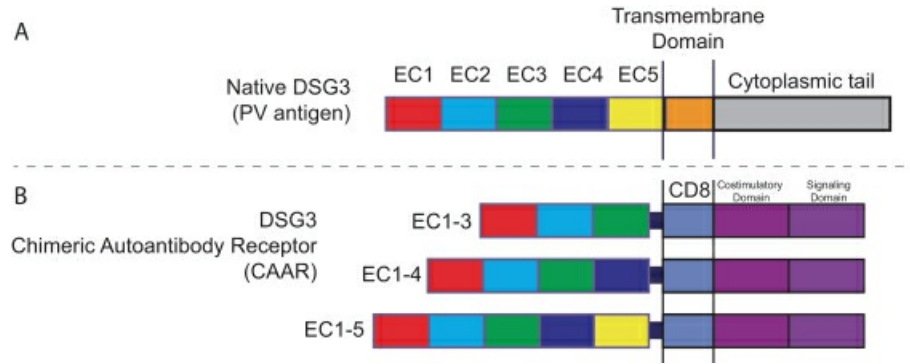 A
Transmembrane
Domain
Native DSG3
(PV antigen)
EC1 EC2 EC3 EC4 EC5
Cytoplasmic tail
B
DSG3
Chimeric Autoantibody Receptor
(CAAR)
CD8
Costimulatory
Domain
Signaling
Domain
EC1-3
EC1-4
EC1-5